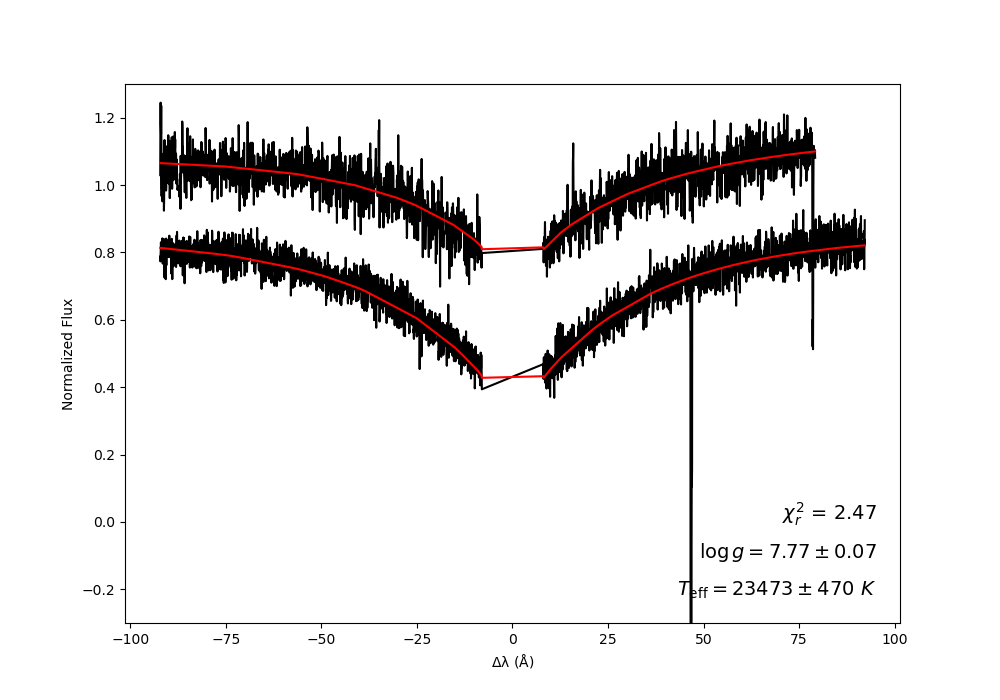 1.2
1.0
0.8
0.6
0.4
0.2
0.0
−0.2
Normalized Flux
χ²ᵣ = 2.47
log g = 7.77 ± 0.07
T_eff = 23473 ± 470 K
−100 −75 −50 −25 0 25 50 75 100
Δλ (Å)